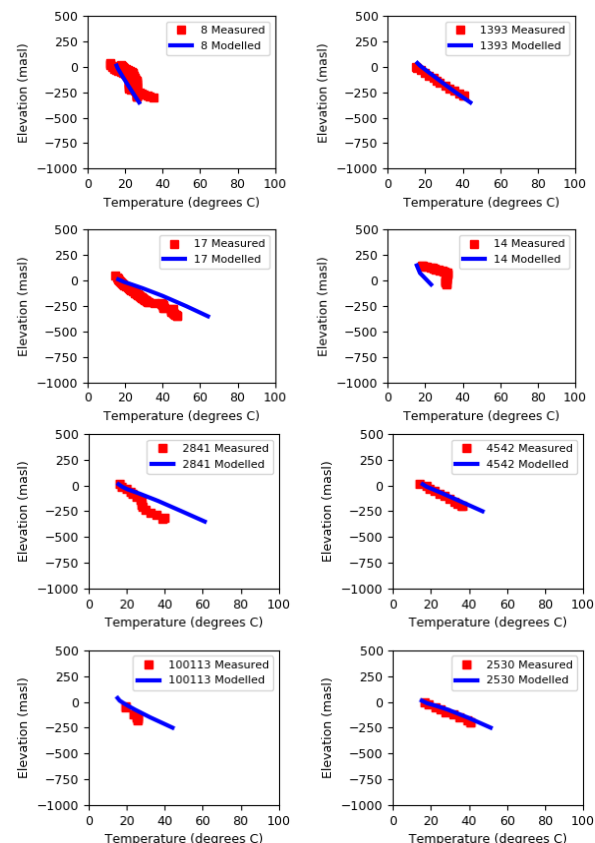 500
250
0
−250
−500
−750
−1000
Elevation (masl)
8 Measured
8 Modelled
0 20 40 60 80 100
Temperature (degrees C)
500
250
0
−250
−500
−750
−1000
Elevation (masl)
1393 Measured
1393 Modelled
0 20 40 60 80 100
Temperature (degrees C)
500
250
0
−250
−500
−750
−1000
Elevation (masl)
17 Measured
17 Modelled
0 20 40 60 80 100
Temperature (degrees C)
500
250
0
−250
−500
−750
−1000
Elevation (masl)
14 Measured
14 Modelled
0 20 40 60 80 100
Temperature (degrees C)
500
250
0
−250
−500
−750
−1000
Elevation (masl)
2841 Measured
2841 Modelled
0 20 40 60 80 100
Temperature (degrees C)
500
250
0
−250
−500
−750
−1000
Elevation (masl)
4542 Measured
4542 Modelled
0 20 40 60 80 100
Temperature (degrees C)
500
250
0
−250
−500
−750
−1000
Elevation (masl)
100113 Measured
100113 Modelled
0 20 40 60 80 100
Temperature (degrees C)
500
250
0
−250
−500
−750
−1000
Elevation (masl)
2530 Measured
2530 Modelled
0 20 40 60 80 100
Temperature (degrees C)